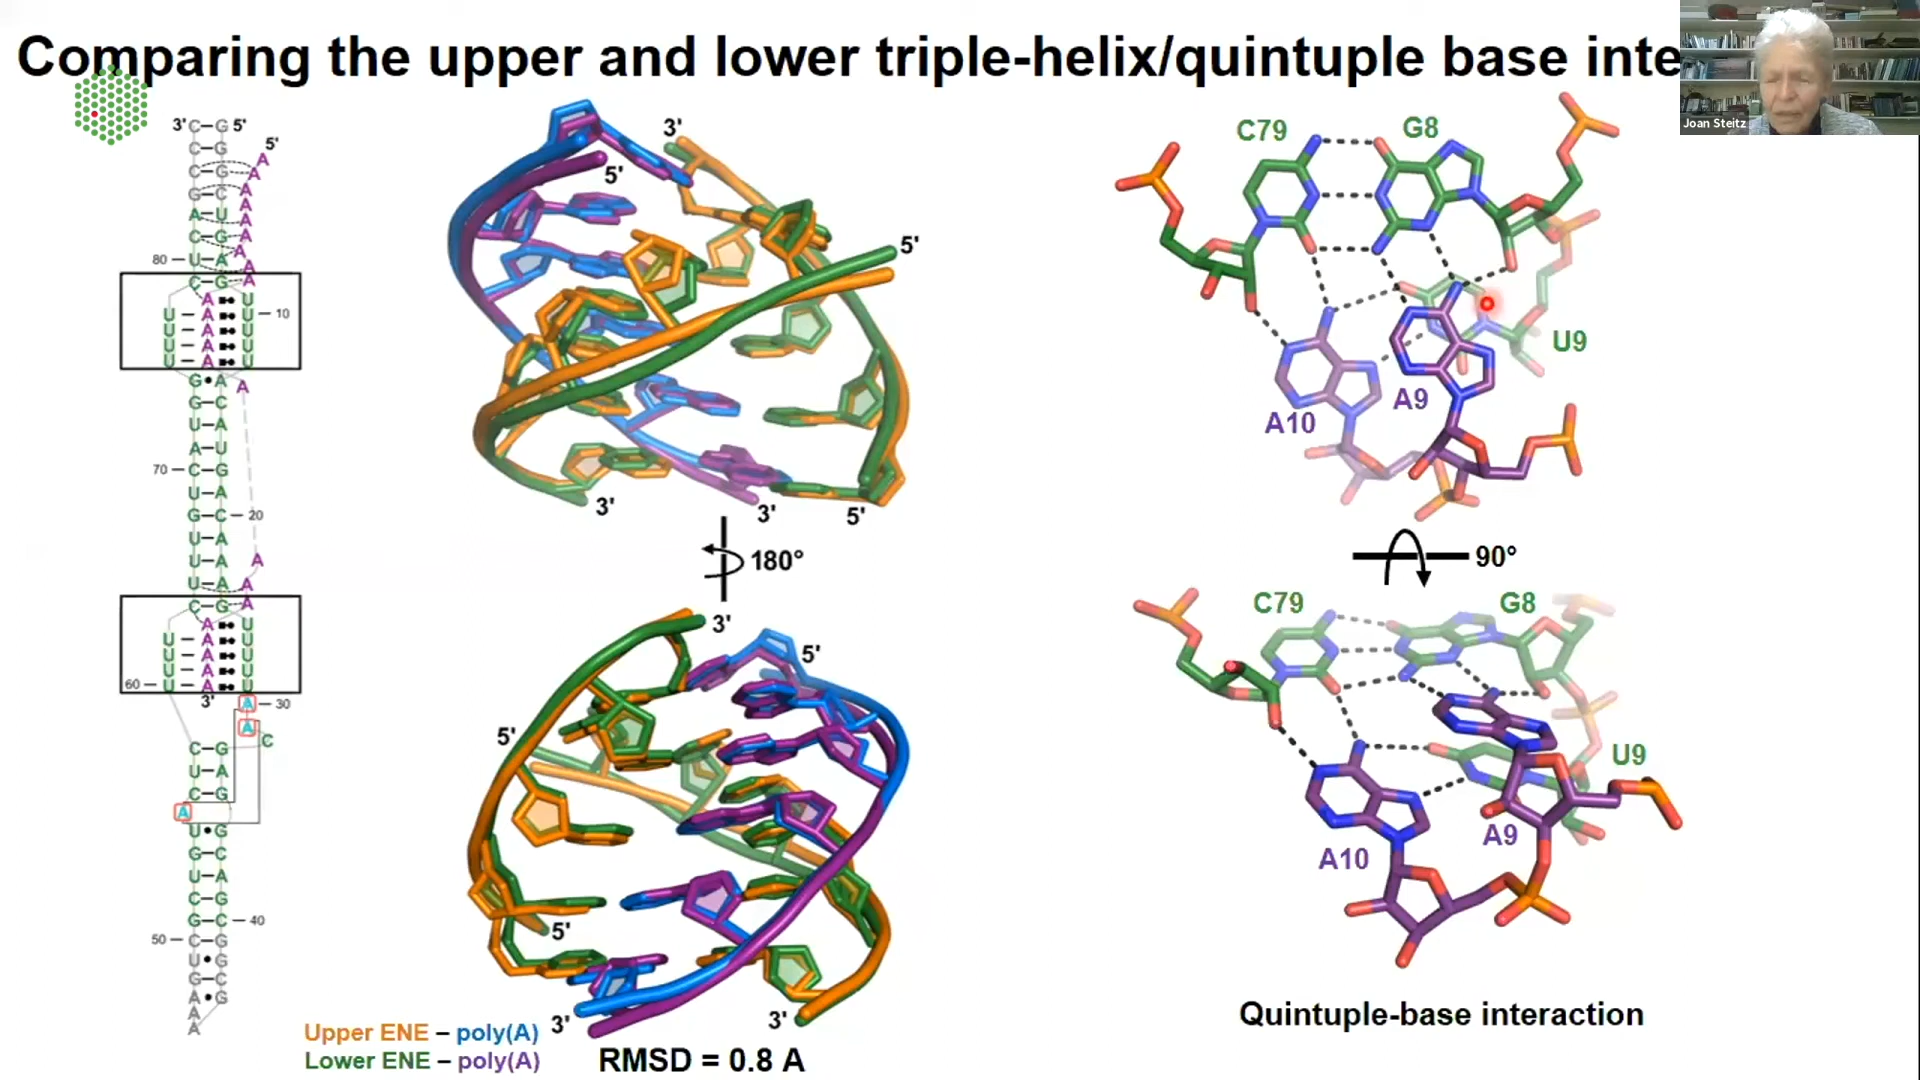 Comparing the upper and lower triple-helix/quintuple base inte
Joan Steitz
3' C G 5'
C G
C G
G C
A U
C G
80 U A
C G
5'
A
A
A
A
A
A
A
A
A
U A U
U A U 10
U A U
U A U
U A U
G A A
G C
U A
A U
70 C G
U A
G C 20
U A
U A
U A
C G
A
A
A
A U
U A U
U A U
U A U
60 U A U
3' A 30
A
C
C G
U A
C G
A
U G
G C
U A
G C 40
50 C G
U G
G C
A G
A
A
3'
5'
5'
3'
3'
5'
180°
3'
5'
5'
5'
3'
3'
Upper ENE – poly(A)
Lower ENE – poly(A)
RMSD = 0.8 A
C79
G8
U9
A9
A10
90°
C79
G8
U9
A9
A10
Quintuple-base interaction